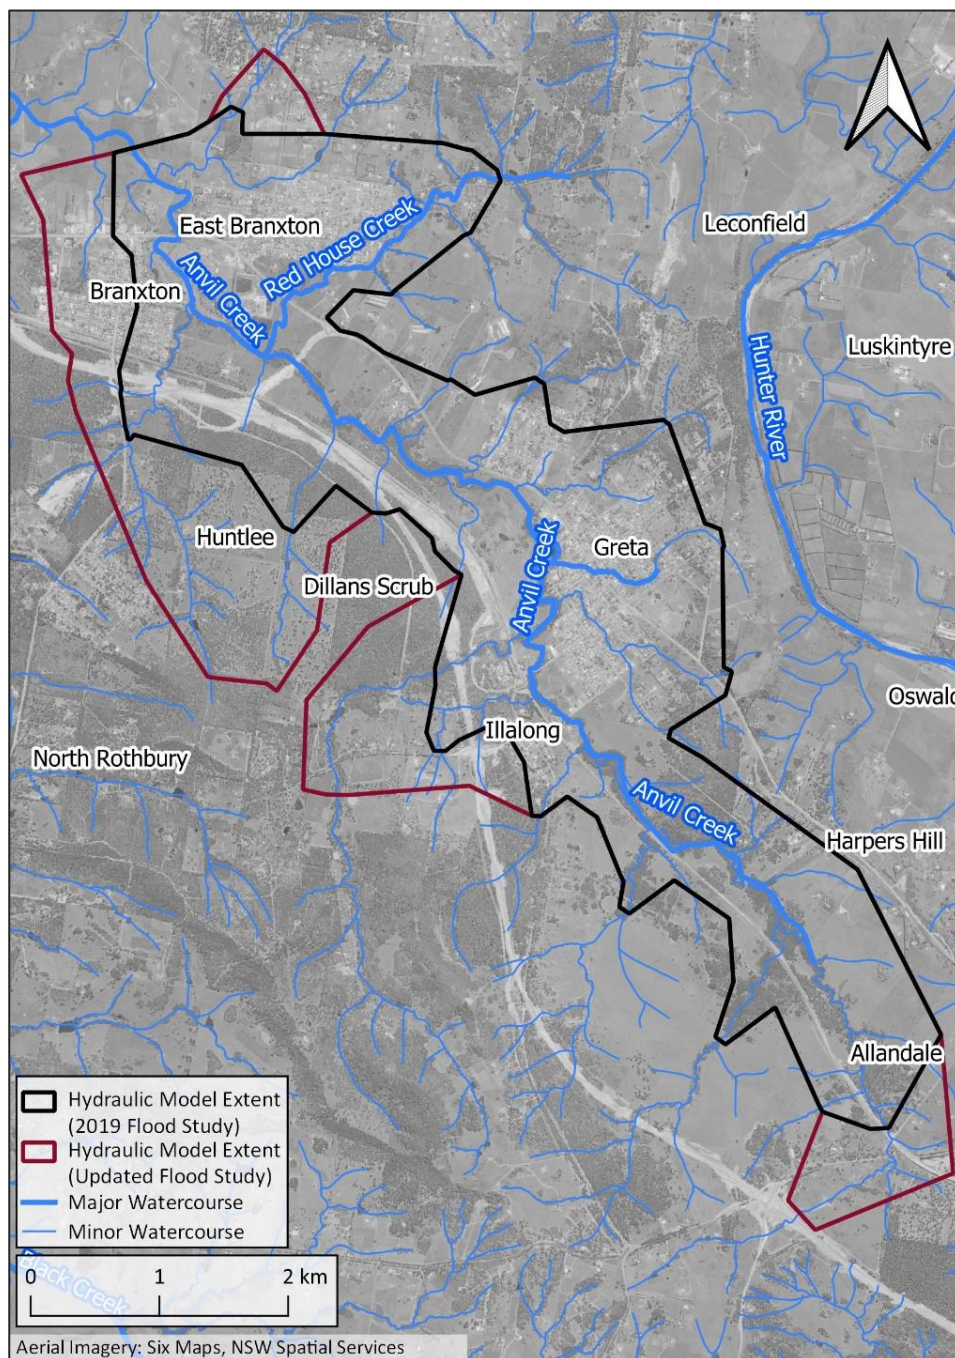 Leconfield
East Branxton
Red House Creek
Anvil Creek
Branxton
Hunter River
Luskintyre
Huntlee
Greta
Anvil Creek
Dillans Scrub
Oswald
Illalong
North Rothbury
Anvil Creek
Harpers Hill
Allandale
Hydraulic Model Extent
(2019 Flood Study)
Hydraulic Model Extent
(Updated Flood Study)
Major Watercourse
Minor Watercourse
Black Creek
0 1 2 km
Aerial Imagery: Six Maps, NSW Spatial Services